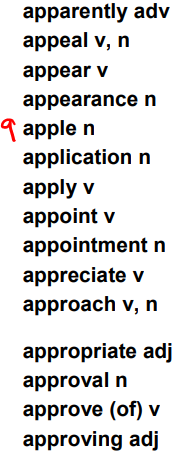 apparently adv
appeal v, n
appear v
appearance n
apple n
application n
apply v
appoint v
appointment n
appreciate v
approach v, n
appropriate adj
approval n
approve (of) v
approving adj